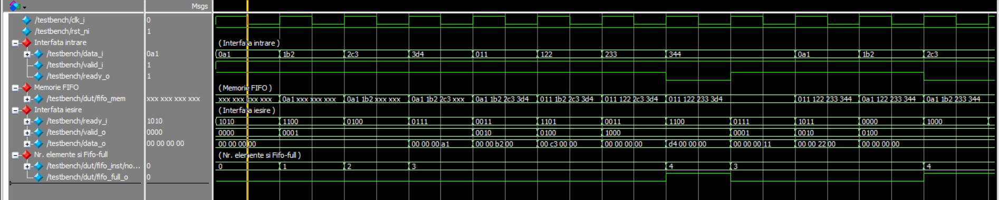 Msgs
/testbench/clk_i 0
/testbench/rst_ni 1
Interfata intrare ( Interfata intrare )
/testbench/data_i 0a1 0a1 1b2 2c3 3d4 011 122 233 344 0a1 1b2 2c3
/testbench/valid_i 1
/testbench/ready_o 1
Memorie FIFO ( Memorie FIFO )
/testbench/dut/fifo_mem xxx xxx xxx xxx xxx xxx xxx xxx 0a1 xxx xxx xxx 0a1 1b2 xxx xxx 0a1 1b2 2c3 xxx 0a1 1b2 2c3 3d4 011 1b2 2c3 3d4 011 122 2c3 3d4 011 122 233 3d4 011 122 233 344 0a1 122 233 344 0a1 1b2 233 344
Interfata iesire ( Interfata iesire )
/testbench/ready_i 1010 1010 1100 0100 0111 0011 1101 0011 1100 0111 1011 0000 1000
/testbench/valid_o 0000 0000 0001 0010 0100 1000 0001 0010 0100
/testbench/data_o 00 00 00 00 00 00 00 00 00 00 00 a1 00 00 b2 00 00 c3 00 00 00 00 00 00 d4 00 00 00 00 00 00 11 00 00 22 00 00 00 00 00
Nr. elemente si Fifo-full ( Nr. elemente si Fifo-full )
/testbench/dut/fifo_inst/no... 0 0 1 2 3 4 3 4
/testbench/dut/fifo_full_o 0